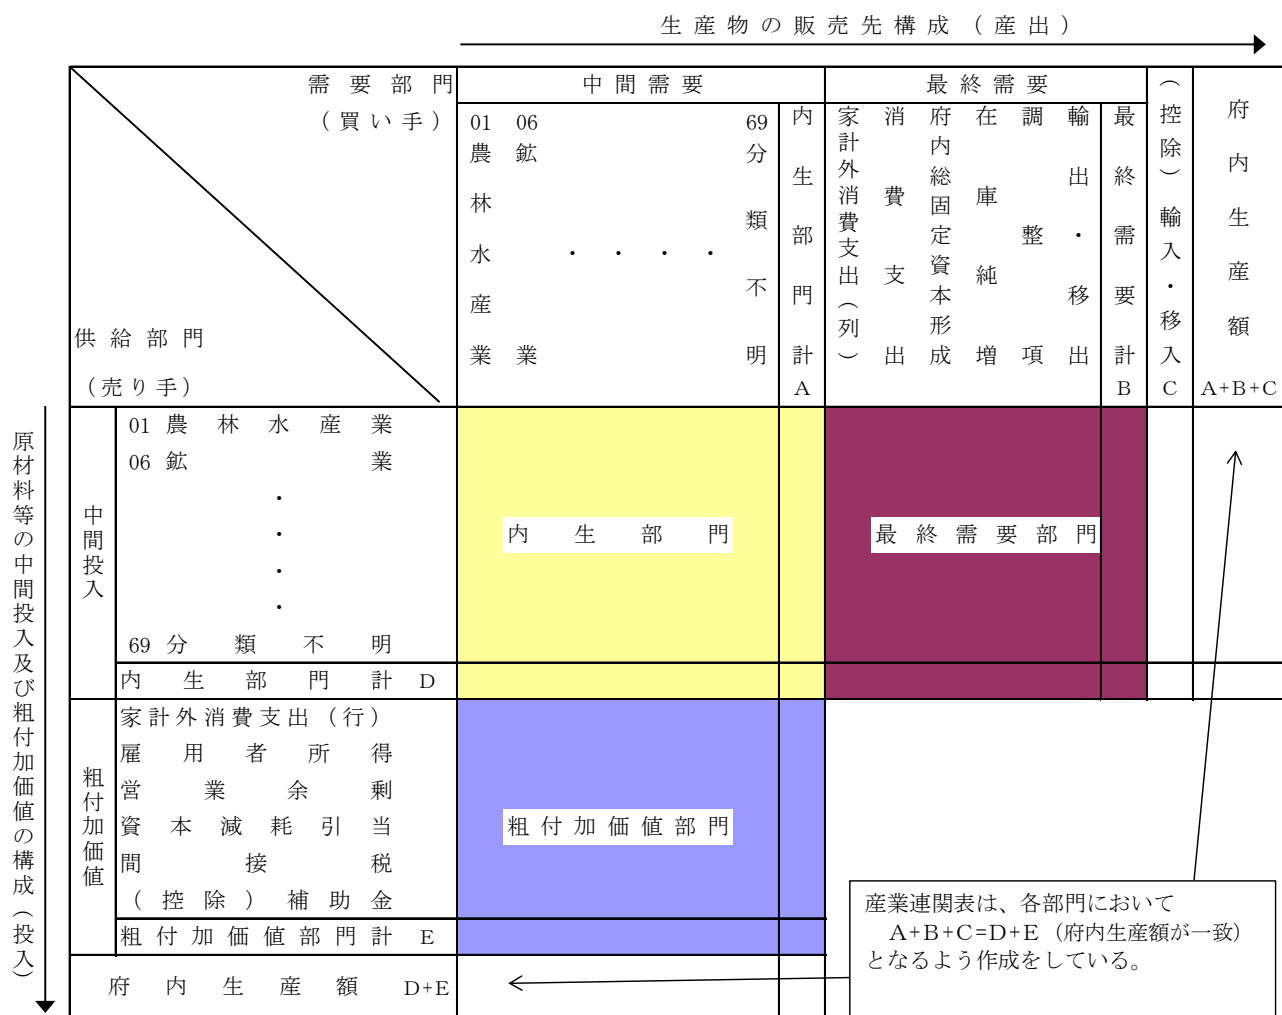 生産物の販売先構成（産出）
需要部門
（買い手）
供給部門
（売り手）
中間需要
最終需要
01農林水産業
06鉱業
・・・・
69分類不明
内生部門計A
家計外消費支出（列）
消費支出
府内総固定資本形成
在庫純増
調整項
輸出・移出
最終需要計B
（控除）輸入・移入C
府内生産額
A+B+C
原材料等の中間投入及び粗付加価値の構成（投入）
中間投入
01 農林水産業
06 鉱業
・
・
・
・
69 分類不明
内生部門計 D
粗付加価値
家計外消費支出（行）
雇用者所得
営業余剰
資本減耗引当
間接税
（控除）補助金
粗付加価値部門計 E
府内生産額 D+E
内生部門
最終需要部門
粗付加価値部門
産業連関表は、各部門において
A+B+C=D+E（府内生産額が一致）
となるよう作成をしている。